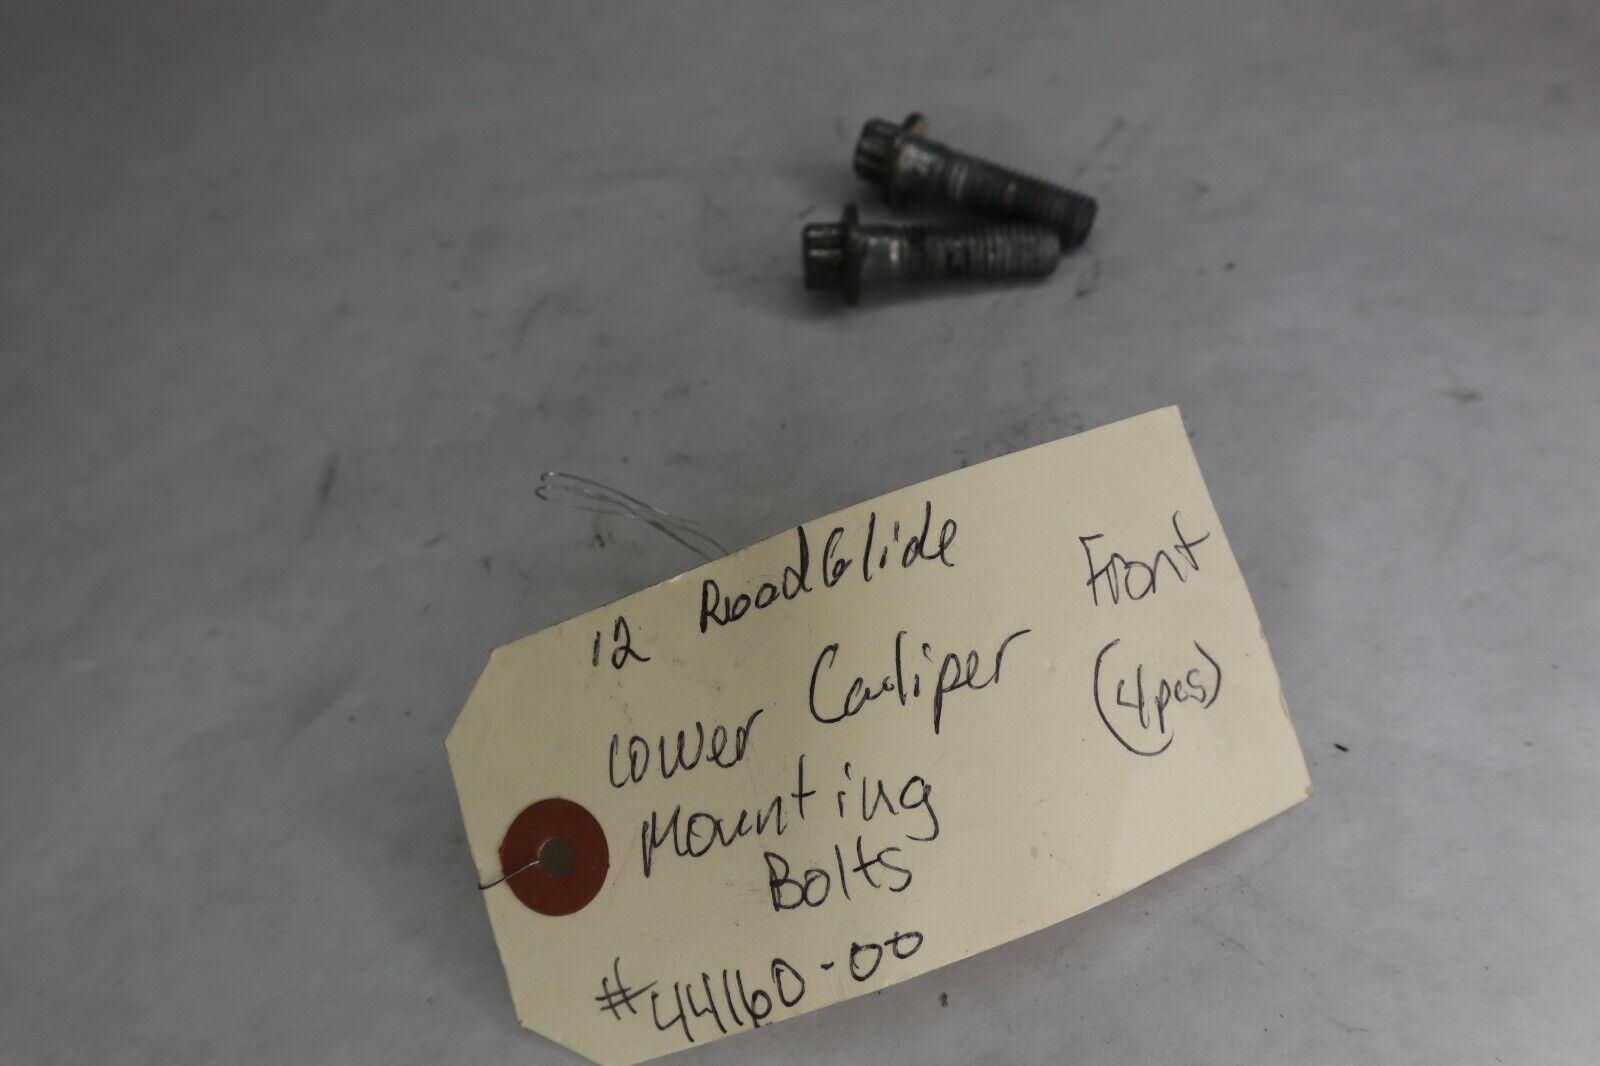 12 RoadGlide
Front
Lower Caliper
(4pcs)
Mounting
Bolts
#44160-00